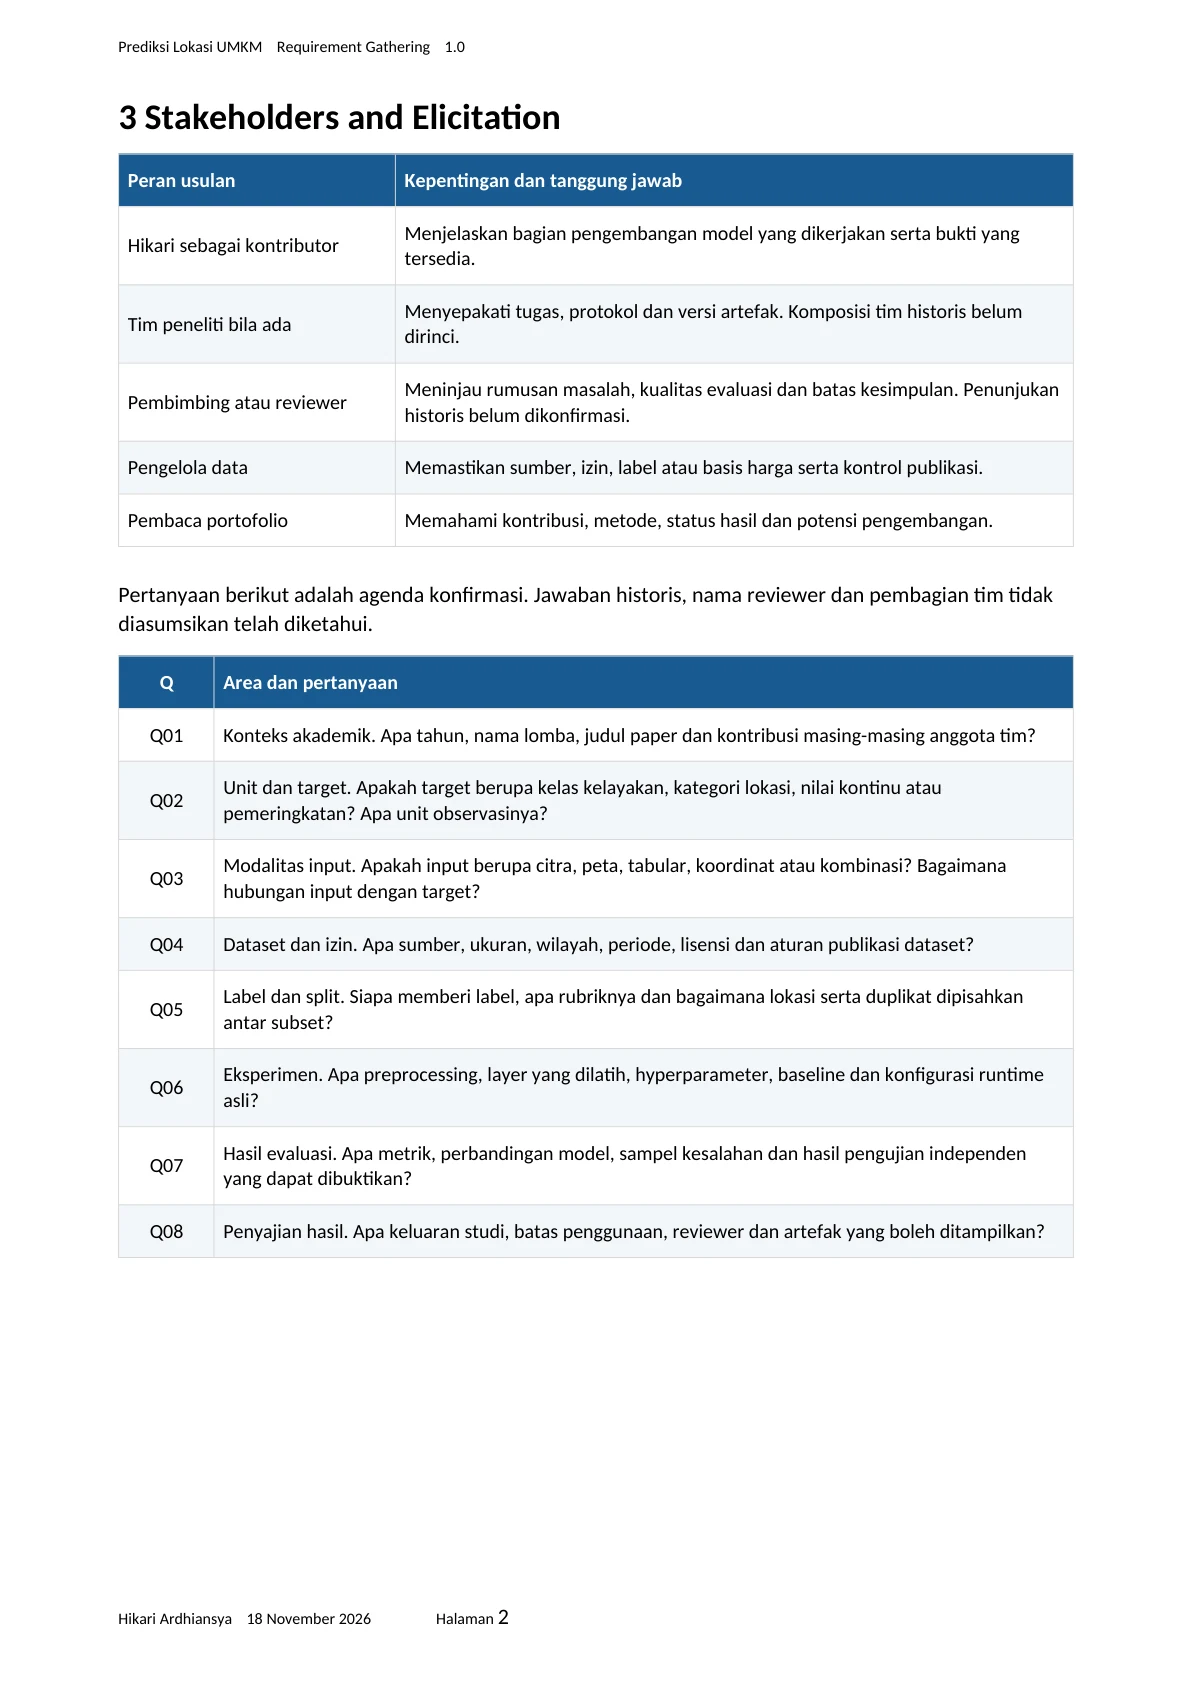 Prediksi Lokasi UMKM Requirement Gathering 1.0
3 Stakeholders and Elicitation
Peran usulan
Kepentingan dan tanggung jawab
Hikari sebagai kontributor
Menjelaskan bagian pengembangan model yang dikerjakan serta bukti yang
tersedia.
Tim peneliti bila ada
Menyepakati tugas, protokol dan versi artefak. Komposisi tim historis belum
dirinci.
Pembimbing atau reviewer
Meninjau rumusan masalah, kualitas evaluasi dan batas kesimpulan. Penunjukan
historis belum dikonfirmasi.
Pengelola data
Memastikan sumber, izin, label atau basis harga serta kontrol publikasi.
Pembaca portofolio
Memahami kontribusi, metode, status hasil dan potensi pengembangan.
Pertanyaan berikut adalah agenda konfirmasi. Jawaban historis, nama reviewer dan pembagian tim tidak
diasumsikan telah diketahui.
Q
Area dan pertanyaan
Q01
Konteks akademik. Apa tahun, nama lomba, judul paper dan kontribusi masing-masing anggota tim?
Q02
Unit dan target. Apakah target berupa kelas kelayakan, kategori lokasi, nilai kontinu atau
pemeringkatan? Apa unit observasinya?
Q03
Modalitas input. Apakah input berupa citra, peta, tabular, koordinat atau kombinasi? Bagaimana
hubungan input dengan target?
Q04
Dataset dan izin. Apa sumber, ukuran, wilayah, periode, lisensi dan aturan publikasi dataset?
Q05
Label dan split. Siapa memberi label, apa rubriknya dan bagaimana lokasi serta duplikat dipisahkan
antar subset?
Q06
Eksperimen. Apa preprocessing, layer yang dilatih, hyperparameter, baseline dan konfigurasi runtime
asli?
Q07
Hasil evaluasi. Apa metrik, perbandingan model, sampel kesalahan dan hasil pengujian independen
yang dapat dibuktikan?
Q08
Penyajian hasil. Apa keluaran studi, batas penggunaan, reviewer dan artefak yang boleh ditampilkan?
Hikari Ardhiansya 18 November 2026 Halaman 2